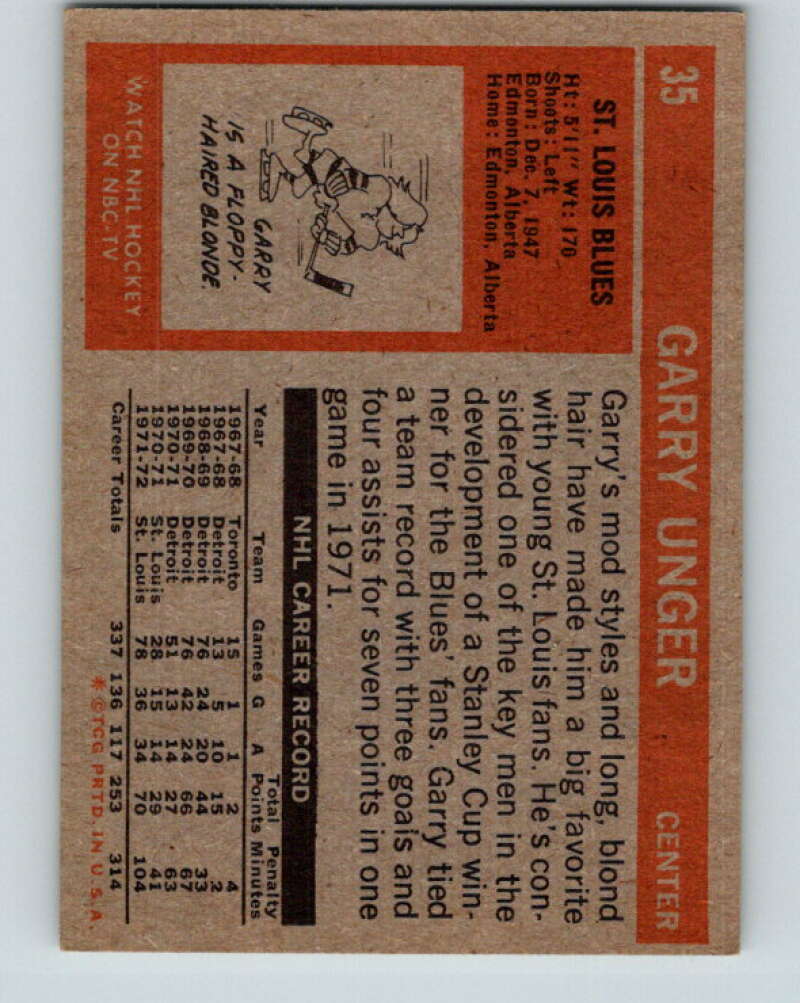 35 GARRY UNGER CENTER
ST. LOUIS BLUES
Ht: 5'11" Wt: 170
Shoots: Left
Born: Dec. 7, 1947
Edmonton, Alberta
Home: Edmonton, Alberta
GARRY
IS A FLOPPY-
HAIRED BLONDE.
WATCH NHL HOCKEY
ON NBC-TV
Garry's mod styles and long, blond
hair have made him a big favorite
with young St. Louis fans. He's con-
sidered one of the key men in the
development of a Stanley Cup win-
ner for the Blues' fans. Garry tied
a team record with three goals and
four assists for seven points in one
game in 1971.
NHL CAREER RECORD
Total Penalty
Year Team Games G A Points Minutes
1967-68 Toronto 15 1 1 2 4
1967-68 Detroit 13 5 10 15 2
1968-69 Detroit 76 24 20 44 33
1969-70 Detroit 76 42 24 66 67
1970-71 Detroit 51 13 14 27 63
1970-71 St. Louis 28 15 14 29 41
1971-72 St. Louis 78 36 34 70 104
Career Totals 337 136 117 253 314
* © TCG PRTD. IN U.S.A.